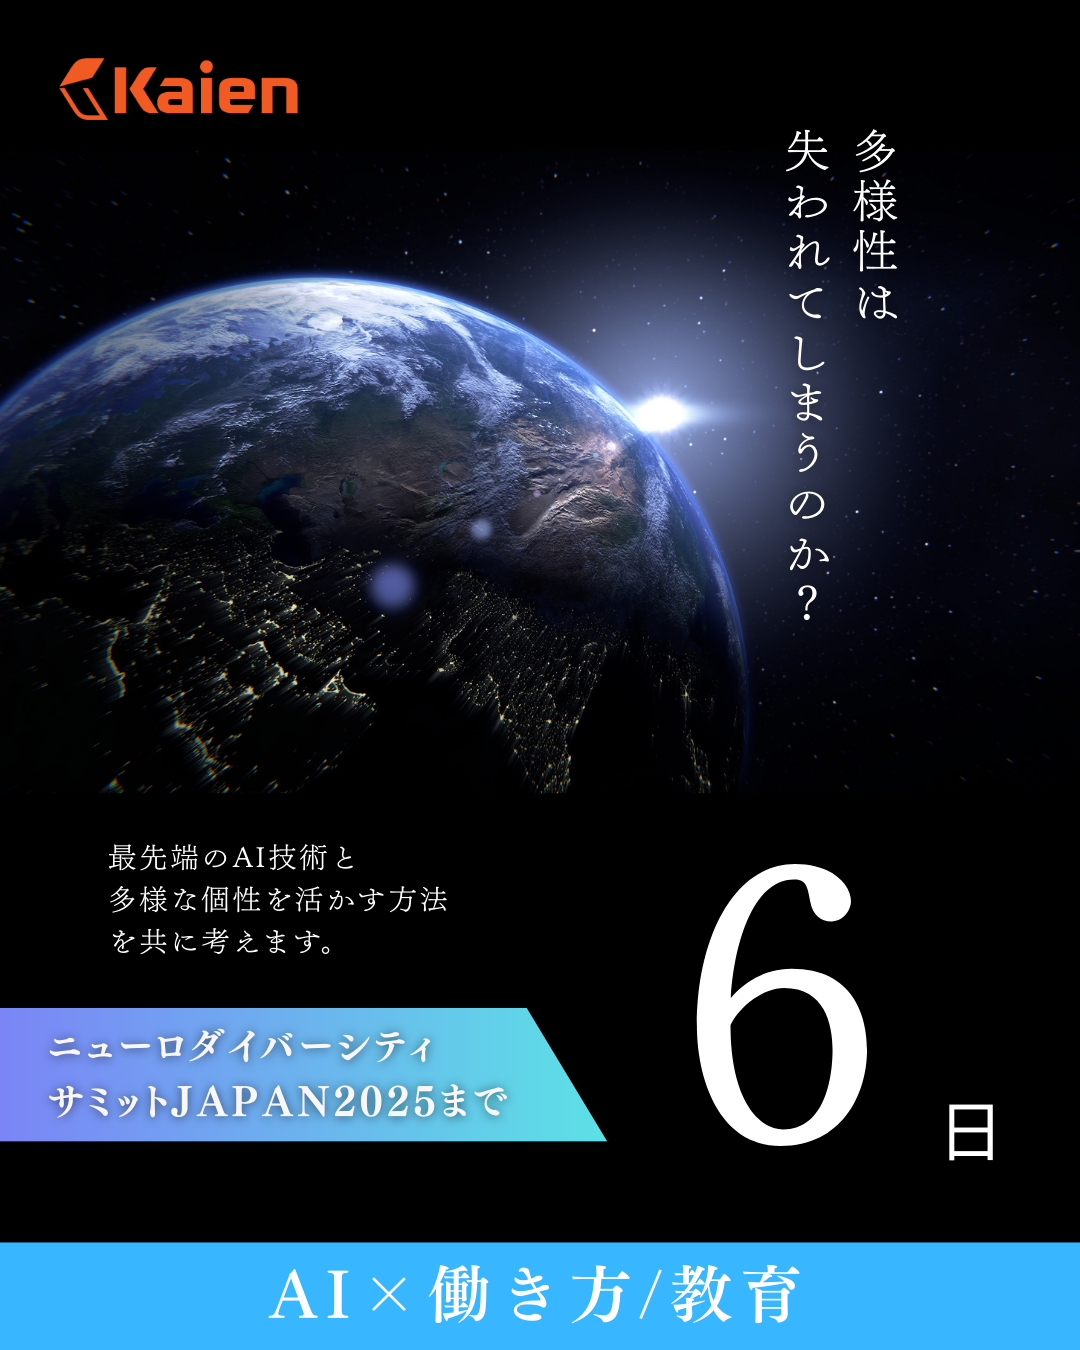 Kaien
多様性は
失われてしまうのか？
最先端のAI技術と
多様な個性を活かす方法
を共に考えます。
ニューロダイバーシティ
サミットJAPAN2025まで
6日
AI×働き方/教育